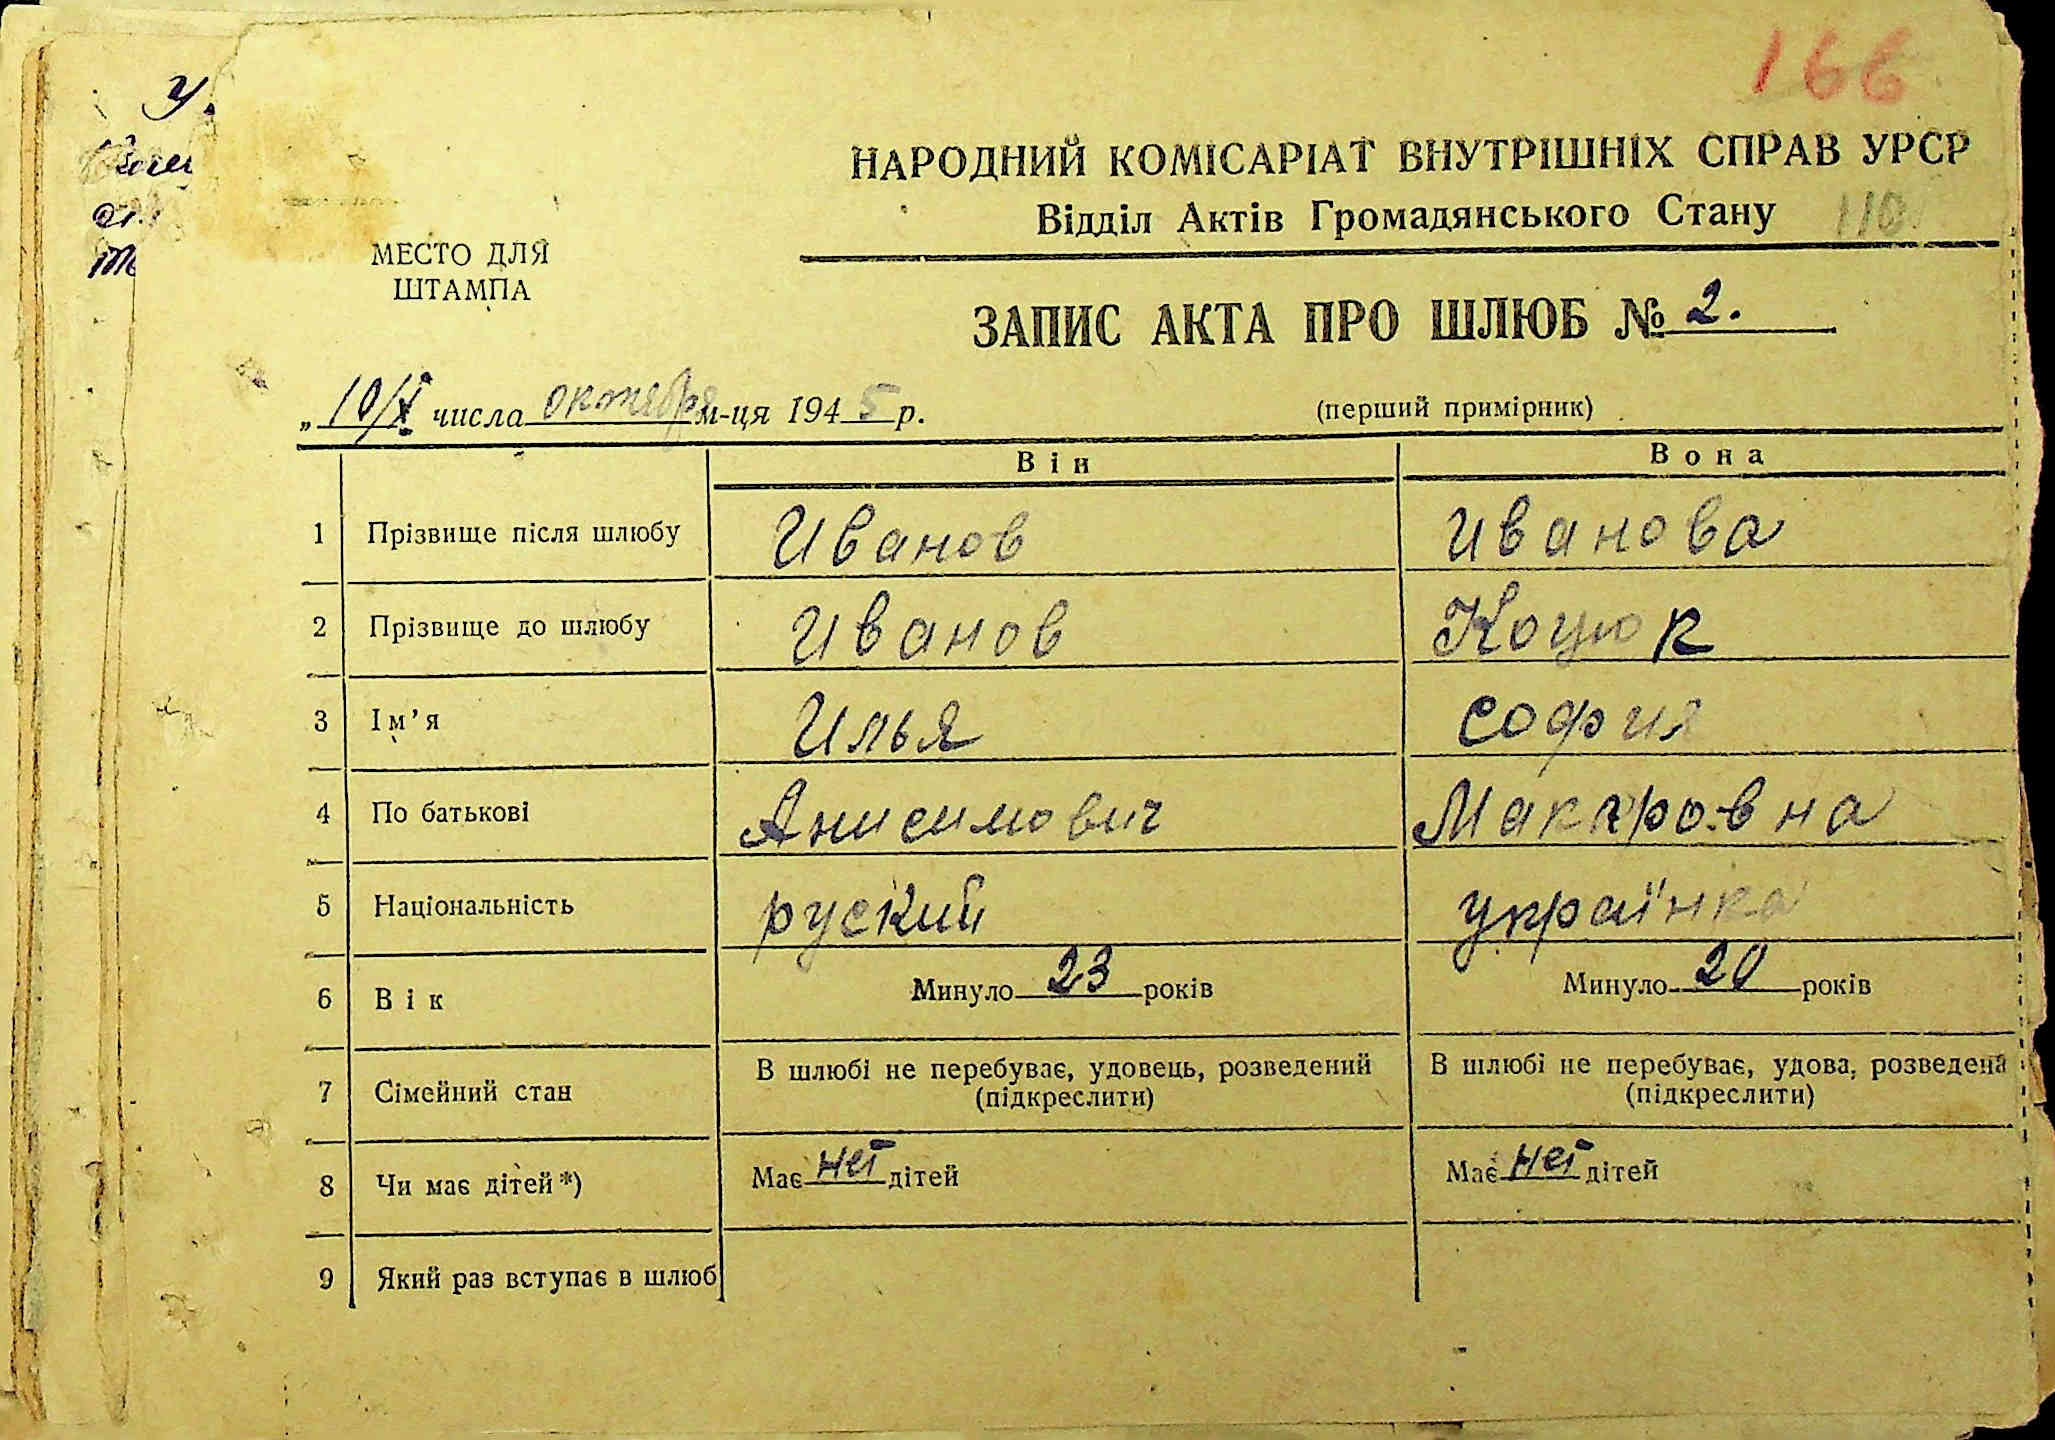 166
НАРОДНИЙ КОМІСАРІАТ ВНУТРІШНІХ СПРАВ УРСР
Відділ Актів Громадянського Стану 110
МЕСТО ДЛЯ
ШТАМПА
ЗАПИС АКТА ПРО ШЛЮБ № 2.
„ 10/X числа октября м-ця 1945 р.
(перший примірник)
Він Вона
1 Прізвище після шлюбу Иванов Иванова
2 Прізвище до шлюбу Иванов Коцюк
3 Ім'я Илья София
4 По батькові Анисимович Макаровна
5 Національність руский украінка
6 Вік Минуло 23 років Минуло 20 років
7 Сімейний стан В шлюбі не перебуває, удовець, розведений (підкреслити) В шлюбі не перебуває, удова, розведена (підкреслити)
8 Чи має дітей *) Має нет дітей Має нет дітей
9 Який раз вступає в шлюб